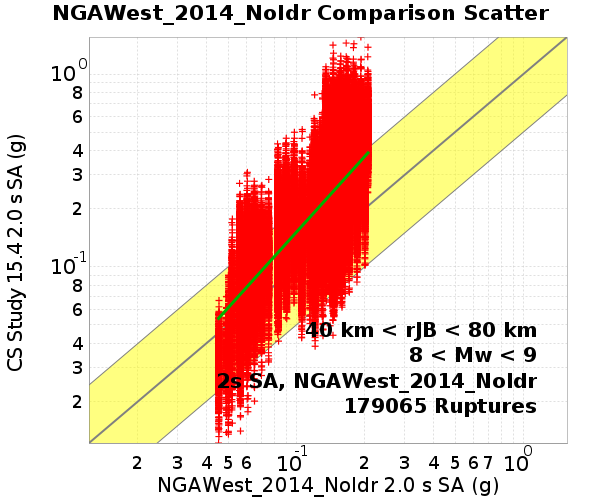 NGAWest_2014_NoIdr Comparison Scatter
CS Study 15.4 2.0 s SA (g)
10^0
8
6
4
3
2
10^-1
8
6
4
3
2
40 km < rJB < 80 km
8 < Mw < 9
2s SA, NGAWest_2014_NoIdr
179065 Ruptures
2 3 4 5 6 10^-1 2 3 4 5 6 7 10^0
NGAWest_2014_NoIdr 2.0 s SA (g)